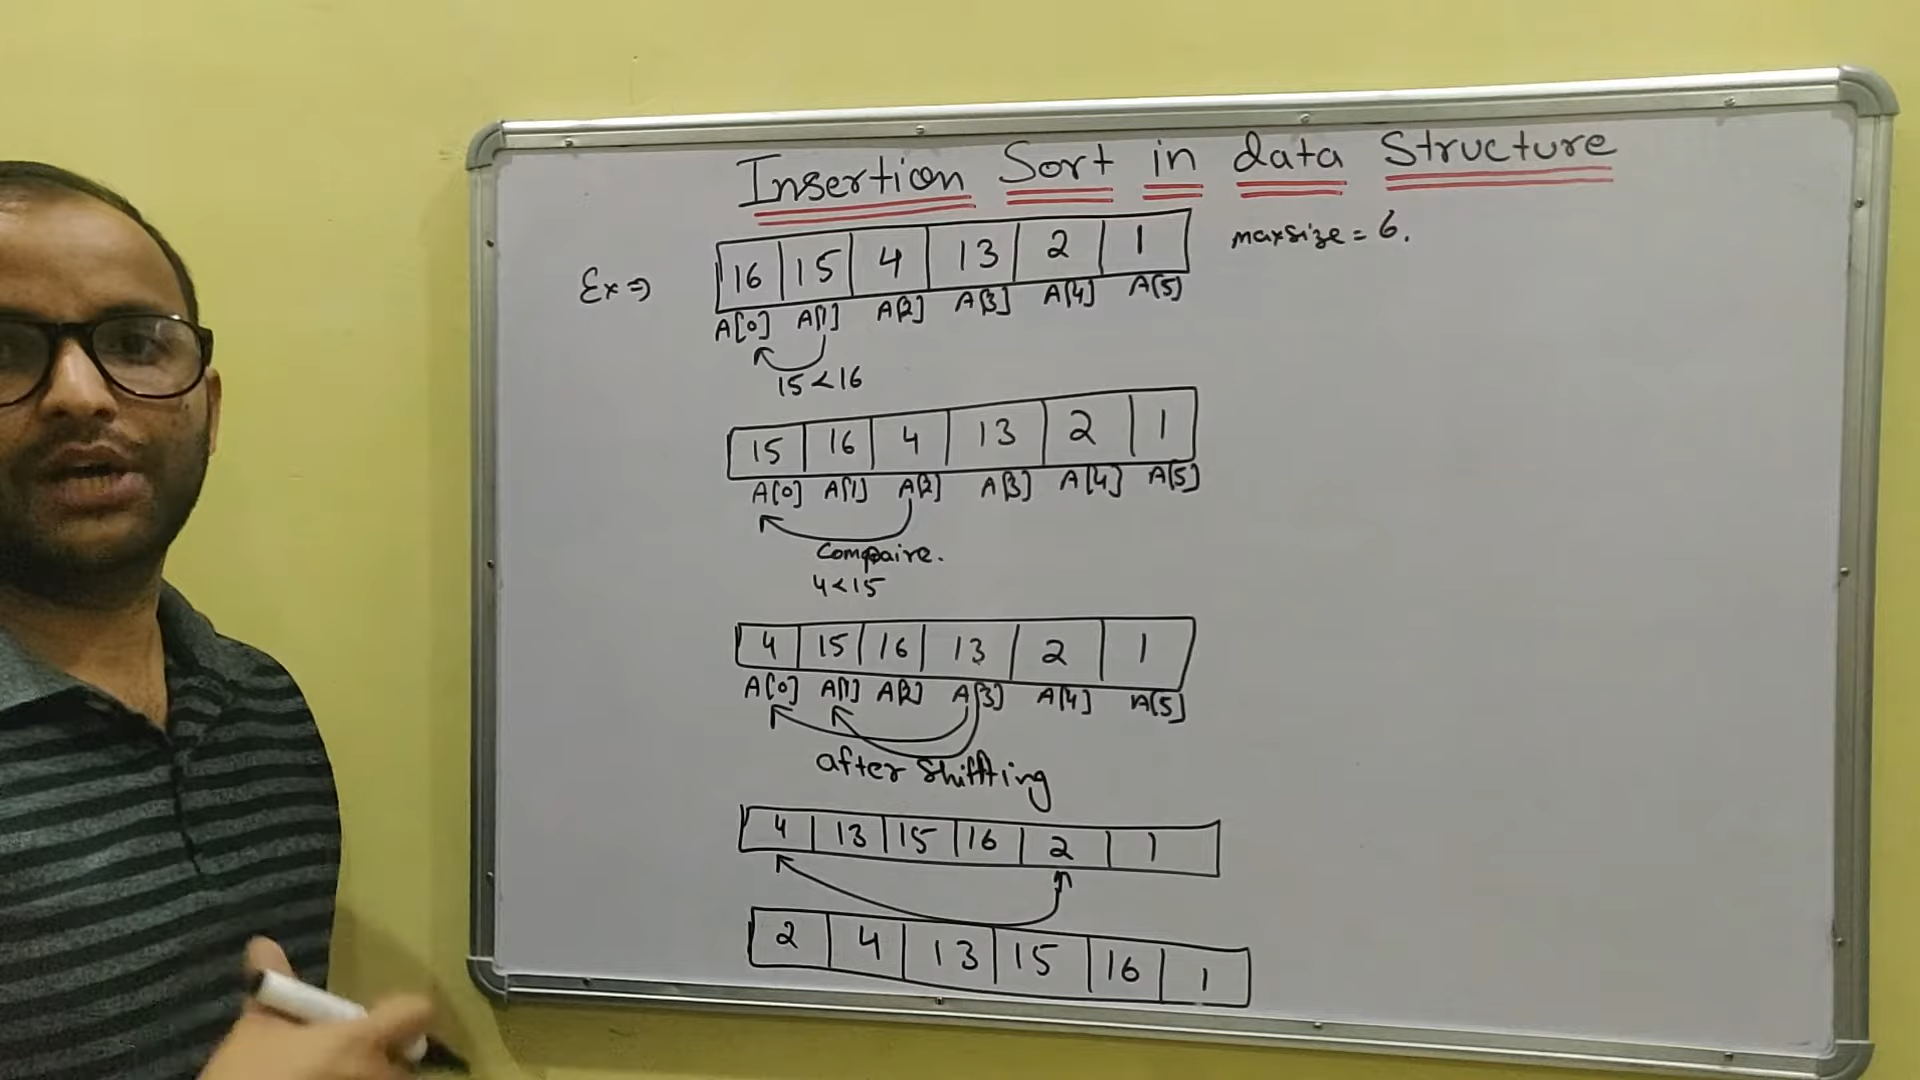 Insertion Sort in data Structure
maxsize = 6.
Ex ⇒ 16 15 4 13 2 1
A[0] A[1] A[2] A[3] A[4] A[5]
15 < 16
15 16 4 13 2 1
A[0] A[1] A[2] A[3] A[4] A[5]
Compaire.
4 < 15
4 15 16 13 2 1
A[0] A[1] A[2] A[3] A[4] A[5]
after Shiffting
4 13 15 16 2 1
2 4 13 15 16 1